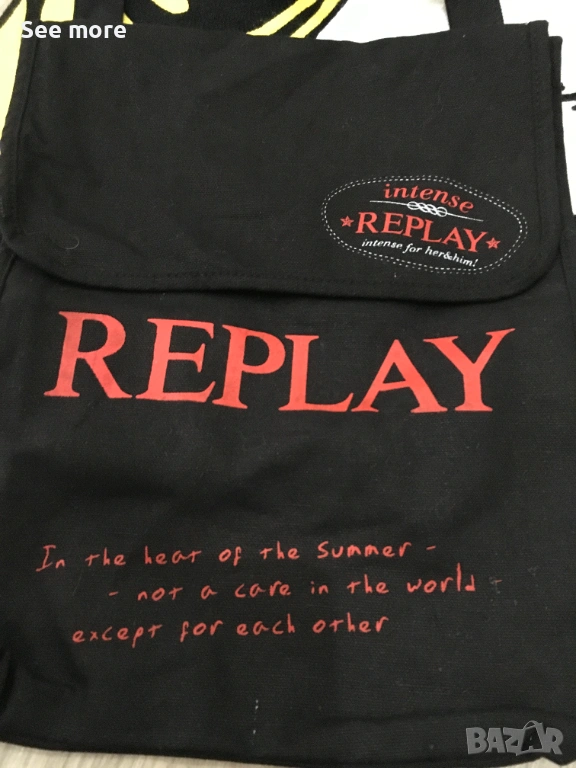 See more
intense
REPLAY
intense for her&him!
REPLAY
In the heat of the summer -
- not a care in the world -
except for each other
BAZAR